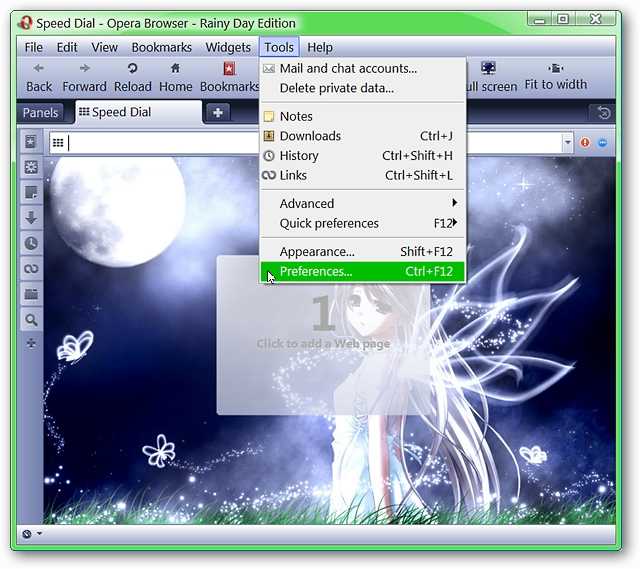 Speed Dial - Opera Browser - Rainy Day Edition
File Edit View Bookmarks Widgets Tools Help
Back Forward Reload Home Bookmarks screen Fit to width
Panels Speed Dial
Mail and chat accounts...
Delete private data...
Notes
Downloads Ctrl+J
History Ctrl+Shift+H
Links Ctrl+Shift+L
Advanced
Quick preferences F12
Appearance... Shift+F12
Preferences... Ctrl+F12
1
Click to add a Web page